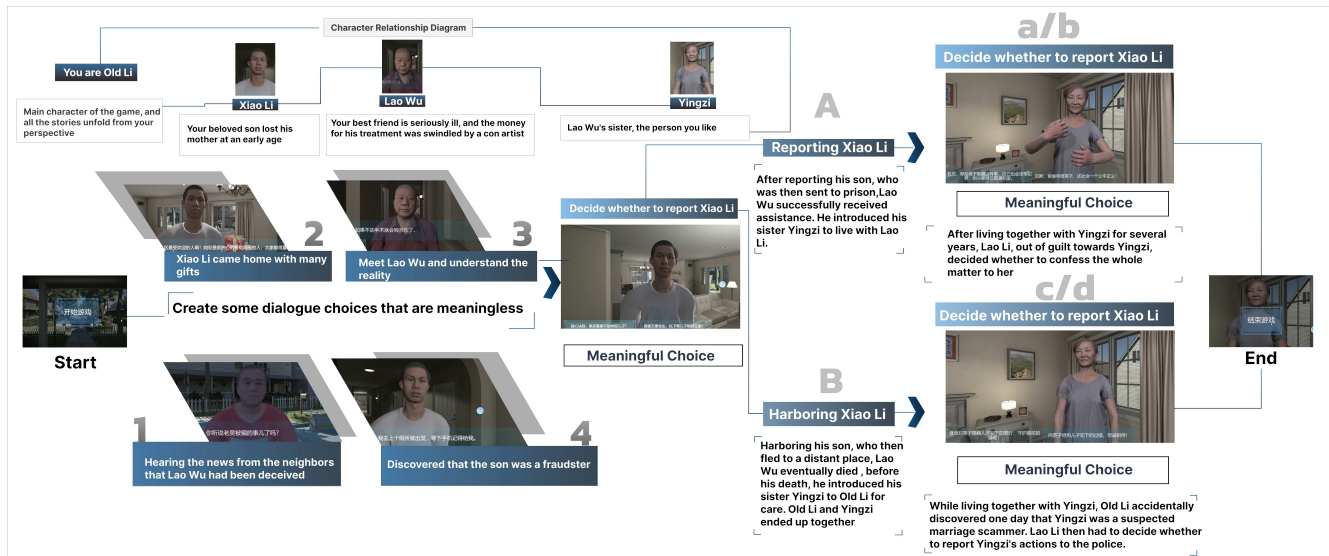 Character Relationship Diagram
You are Old Li
Main character of the game, and
all the stories unfold from your
perspective
Xiao Li
Your beloved son lost his
mother at an early age
Lao Wu
Your best friend is seriously ill, and the money
for his treatment was swindled by a con artist
Yingzi
Lao Wu's sister, the person you like
开始游戏
Start
Create some dialogue choices that are meaningless
你听说老吴被骗的事儿了吗?
1
Hearing the news from the neighbors
that Lao Wu had been deceived
2
Xiao Li came home with many
gifts
3
Meet Lao Wu and understand the
reality
4
Discovered that the son was a fraudster
Decide whether to report Xiao Li
Meaningful Choice
A
Reporting Xiao Li
After reporting his son, who
was then sent to prison,Lao
Wu successfully received
assistance. He introduced his
sister Yingzi to live with Lao
Li.
B
Harboring Xiao Li
Harboring his son, who then
fled to a distant place, Lao
Wu eventually died , before
his death, he introduced his
sister Yingzi to Old Li for
care. Old Li and Yingzi
ended up together
a/b
Decide whether to report Xiao Li
Meaningful Choice
After living together with Yingzi for several
years, Lao Li, out of guilt towards Yingzi,
decided whether to confess the whole
matter to her
c/d
Decide whether to report Xiao Li
Meaningful Choice
While living together with Yingzi, Old Li accidentally
discovered one day that Yingzi was a suspected
marriage scammer. Lao Li then had to decide whether
to report Yingzi's actions to the police.
结束游戏
End